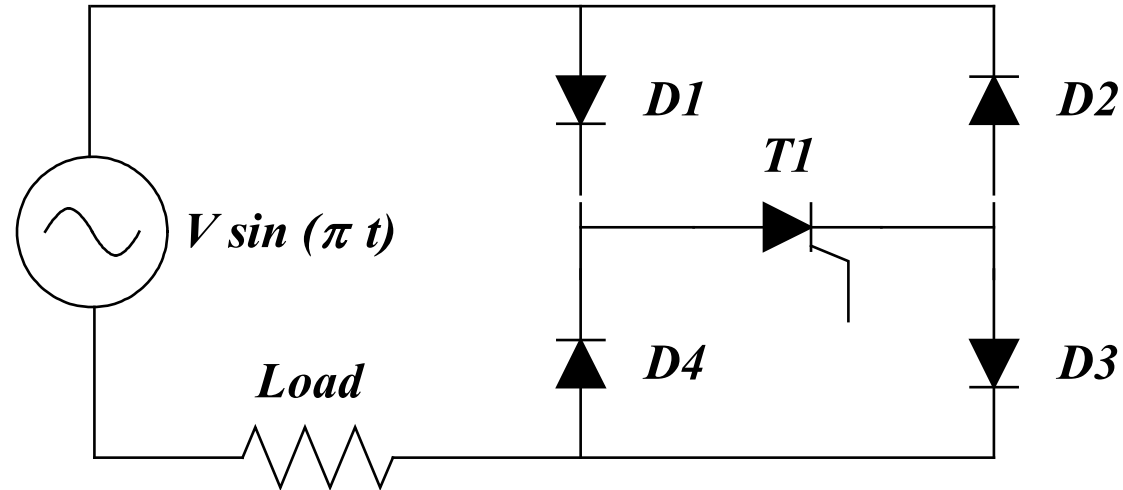 D1
D2
T1
V sin (π t)
D4
D3
Load